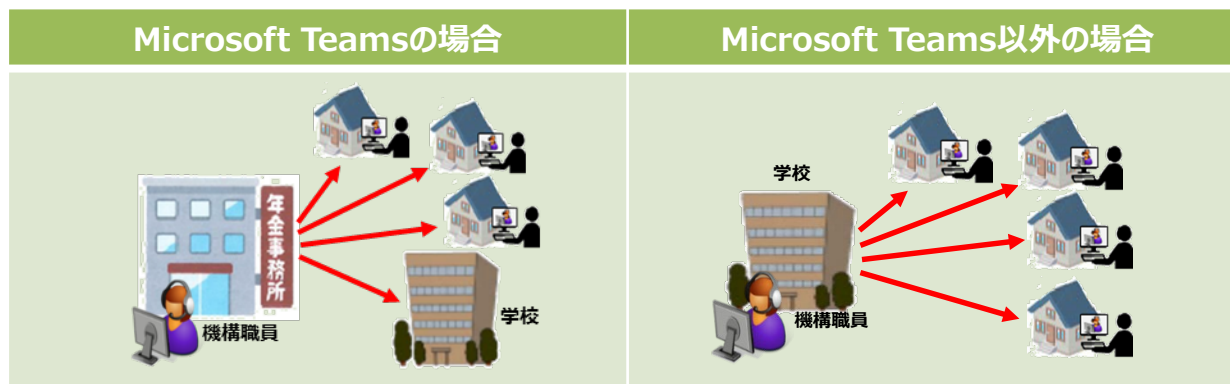 Microsoft Teamsの場合
Microsoft Teams以外の場合
年金事務所
機構職員
学校
学校
機構職員